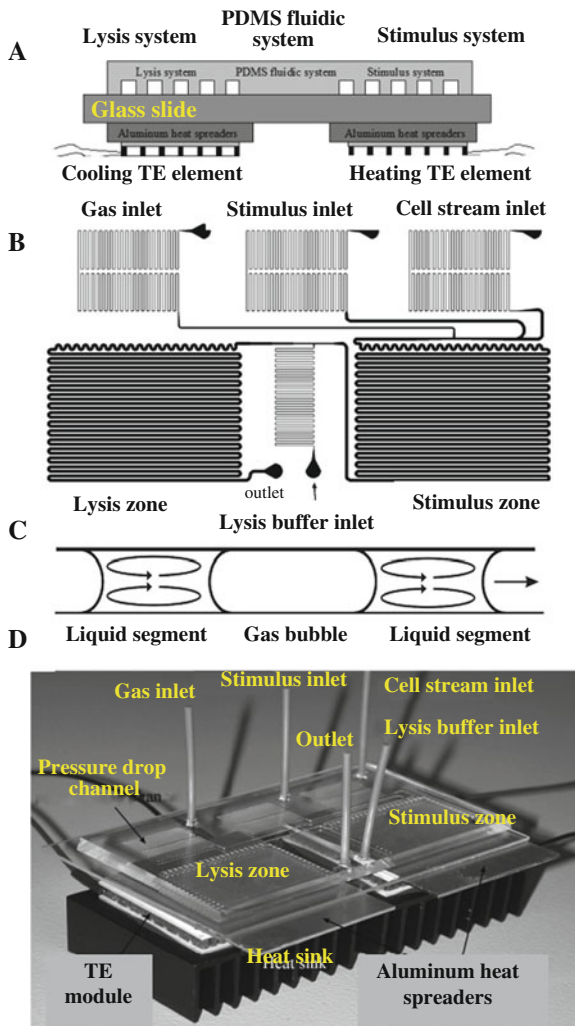 Lysis system
PDMS fluidic
system
Stimulus system
A
Lysis system
PDMS fluidic system
Stimulus system
Glass slide
Aluminum heat spreaders
Aluminum heat spreaders
Cooling TE element
Heating TE element
B
Gas inlet
Stimulus inlet
Cell stream inlet
outlet
Lysis zone
Stimulus zone
Lysis buffer inlet
C
Liquid segment
Gas bubble
Liquid segment
D
Gas inlet
Stimulus inlet
Cell stream inlet
Outlet
Lysis buffer inlet
Pressure drop
channel
Stimulus zone
Lysis zone
Heat sink
Heat sink
TE
module
Aluminum heat
spreaders